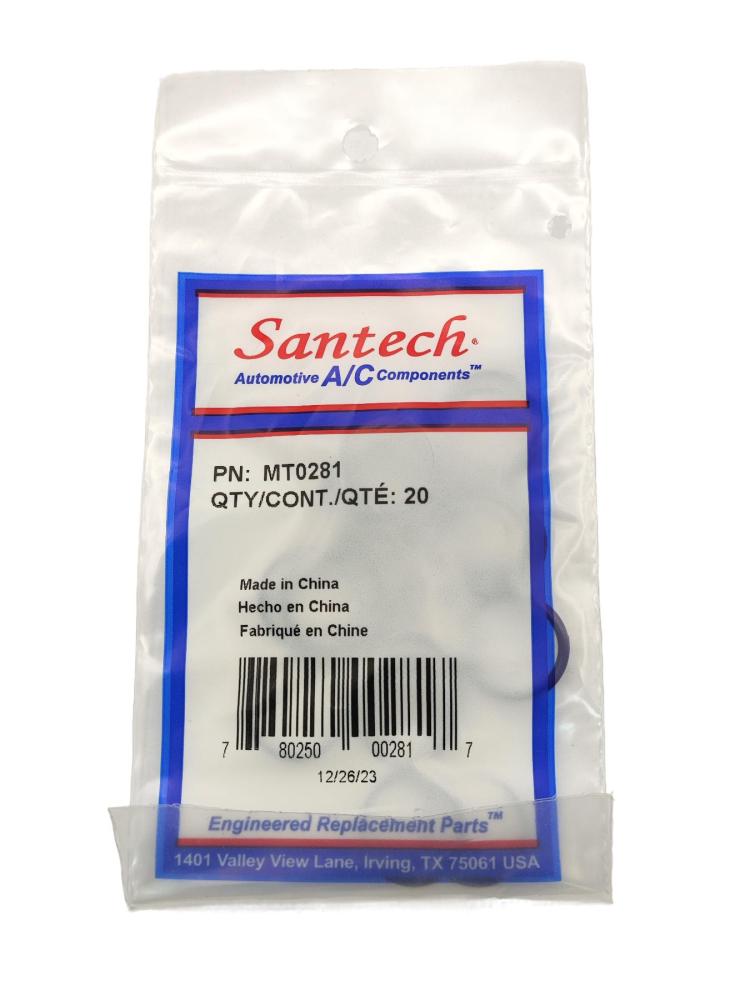 Santech®
Automotive A/C Components™
PN: MT0281
QTY/CONT./QTÉ: 20
Made in China
Hecho en China
Fabriqué en Chine
7 80250 00281 7
12/26/23
Engineered Replacement Parts™
1401 Valley View Lane, Irving, TX 75061 USA